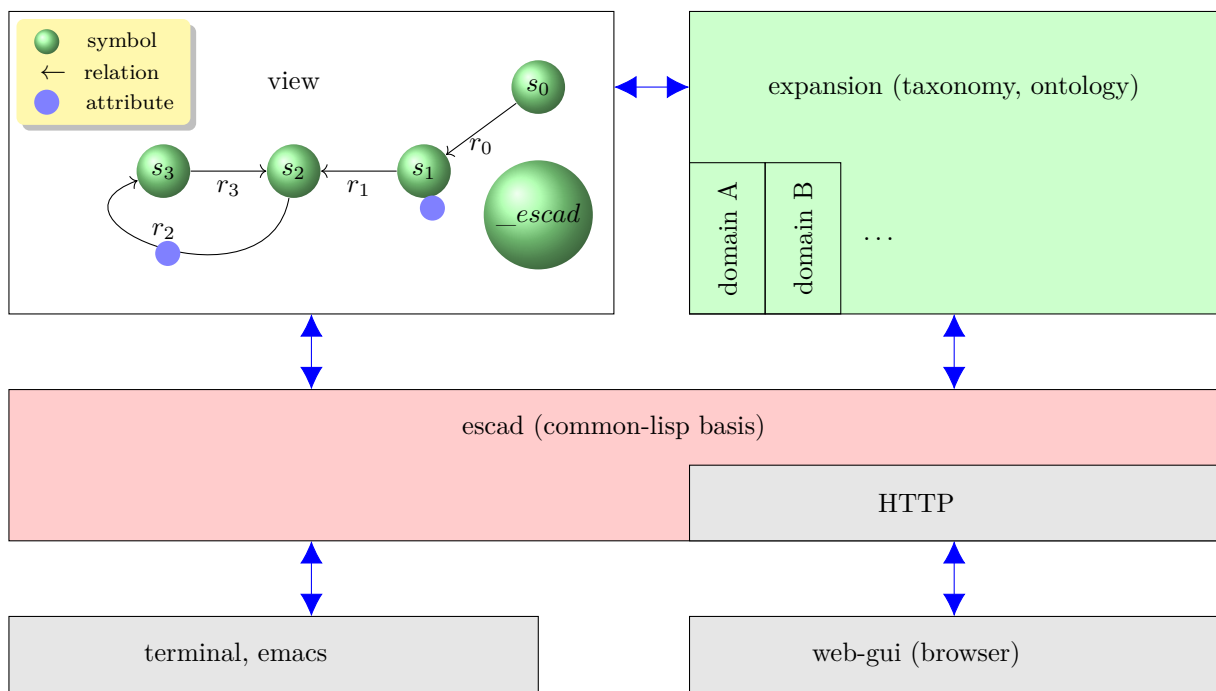 symbol
relation
attribute
view
expansion (taxonomy, ontology)
s₀
r₀
s₃
r₃
s₂
r₁
s₁
r₂
_escad
domain A
domain B
...
escad (common-lisp basis)
HTTP
terminal, emacs
web-gui (browser)